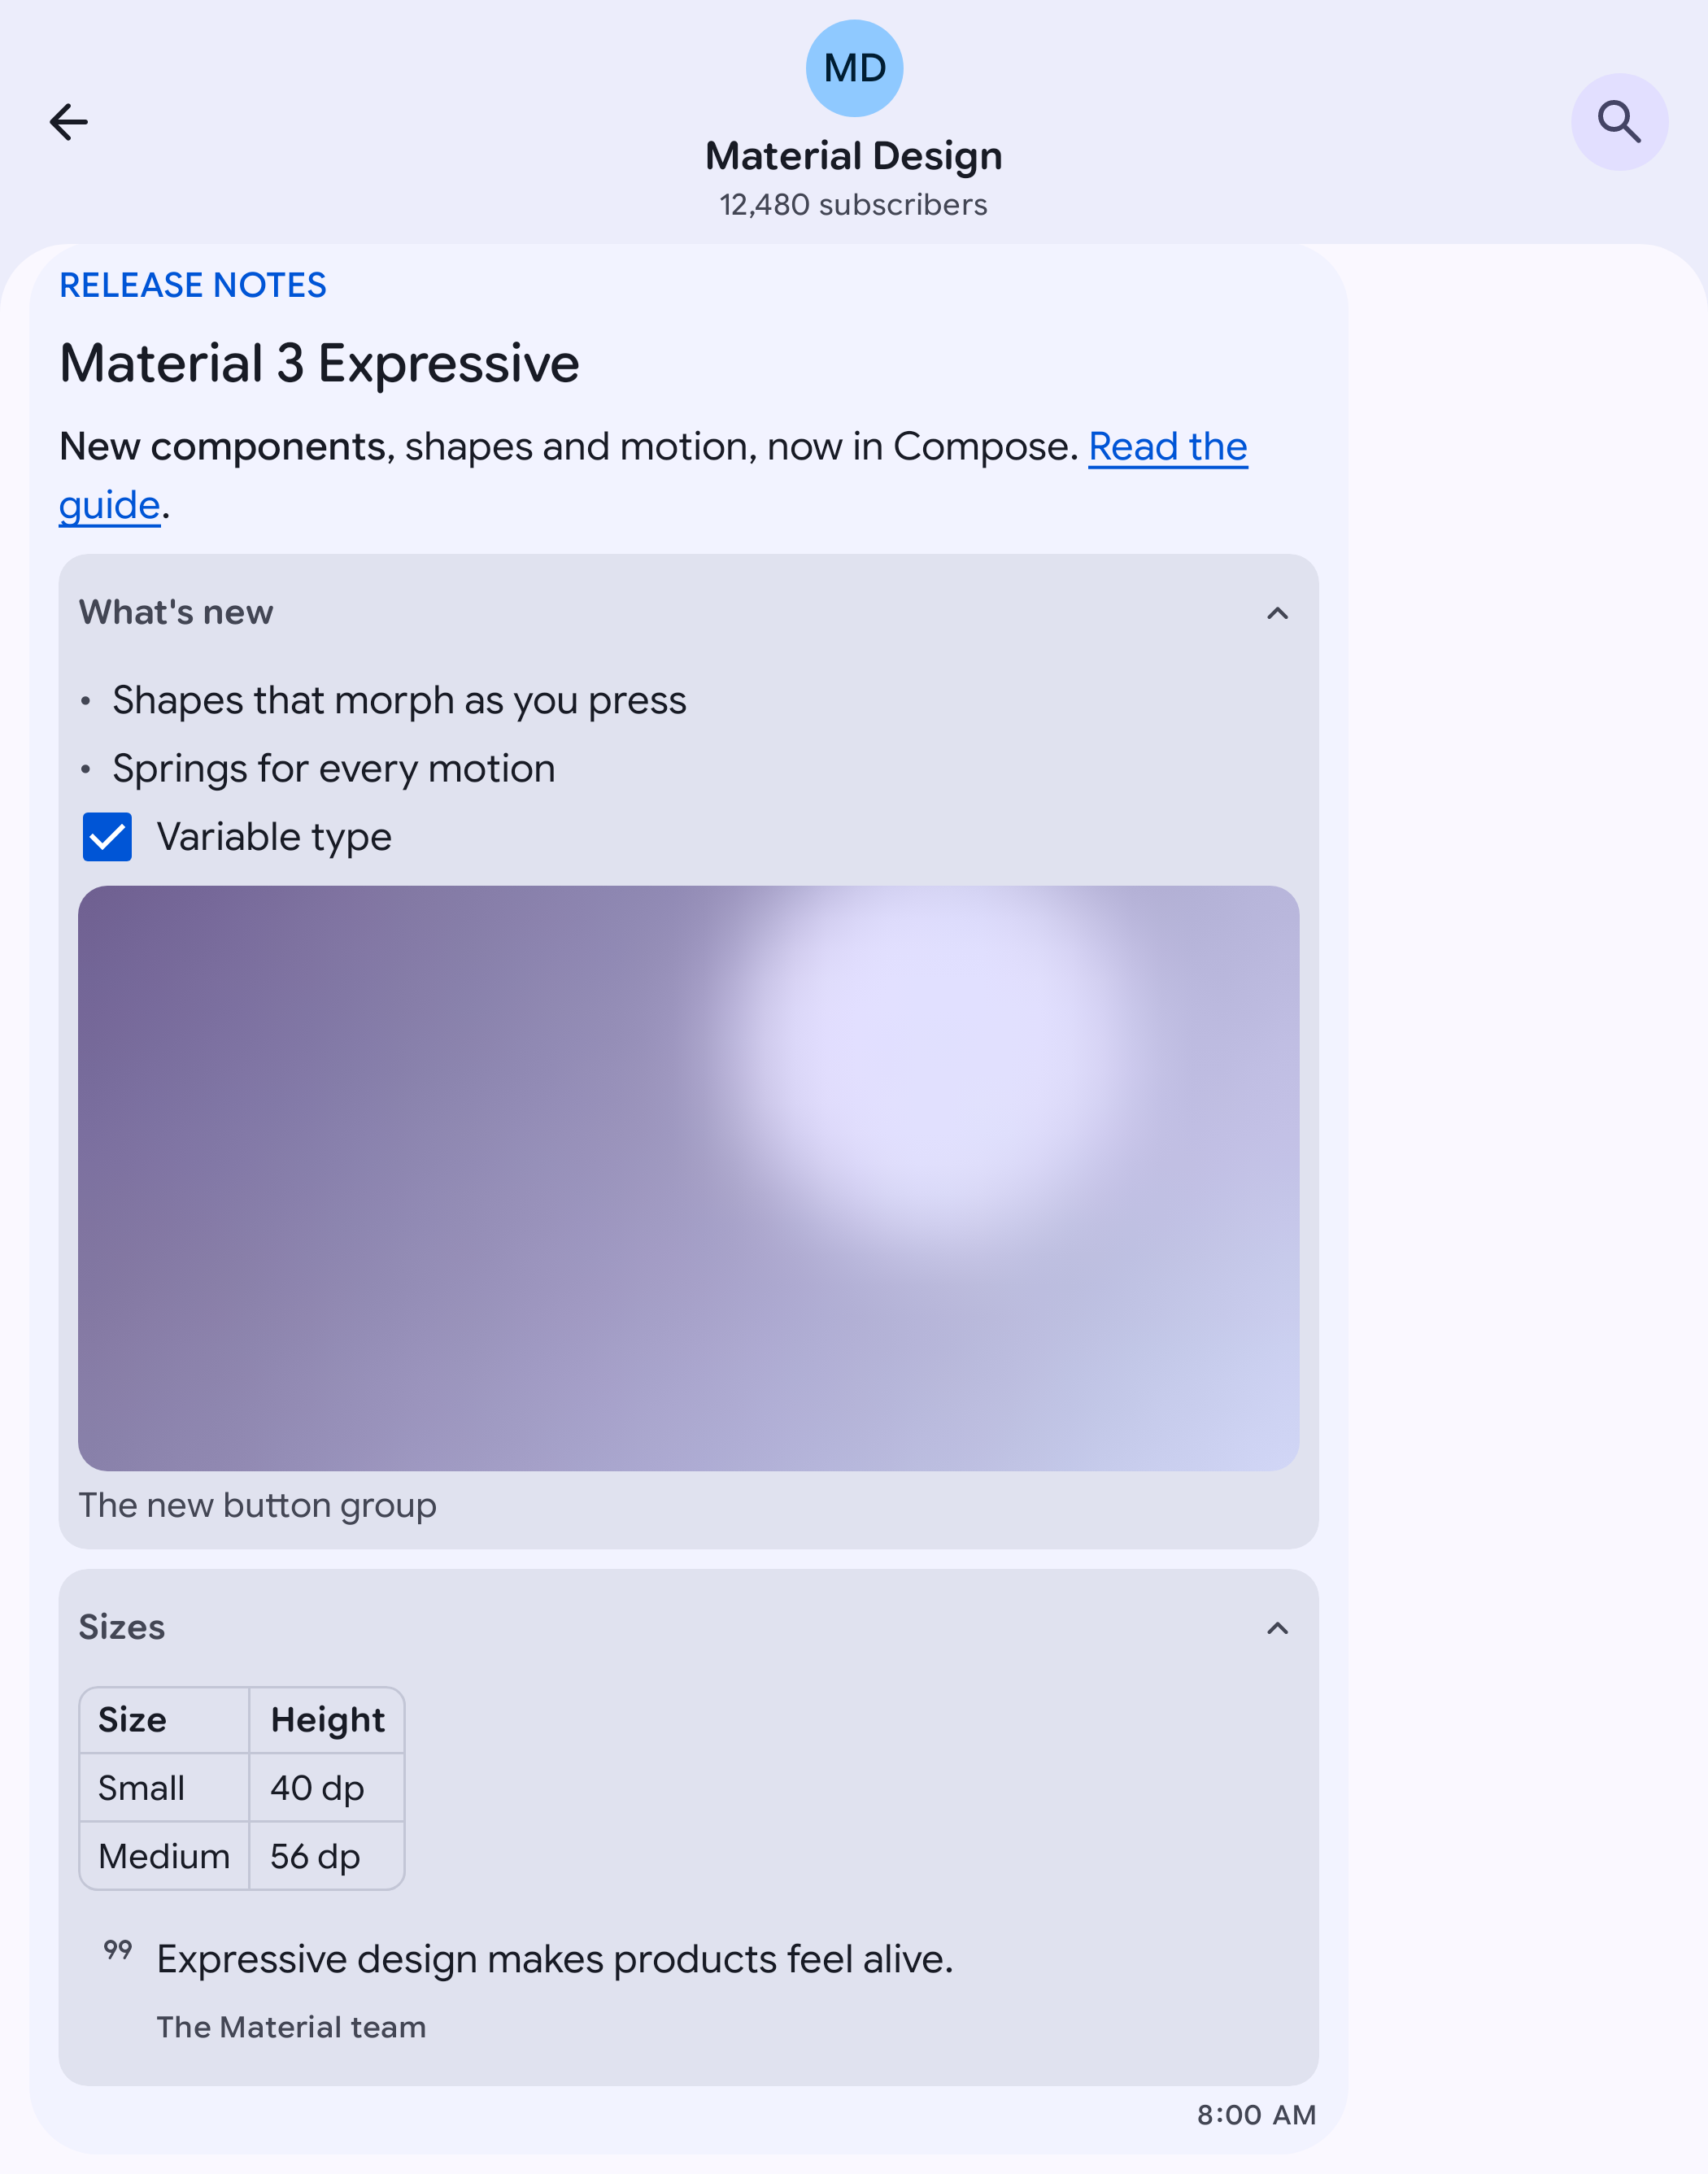 MD
Material Design
12,480 subscribers
RELEASE NOTES
Material 3 Expressive
New components, shapes and motion, now in Compose. Read the
guide.
What's new
• Shapes that morph as you press
• Springs for every motion
Variable type
The new button group
Sizes
Size Height
Small 40 dp
Medium 56 dp
Expressive design makes products feel alive.
The Material team
8:00 AM